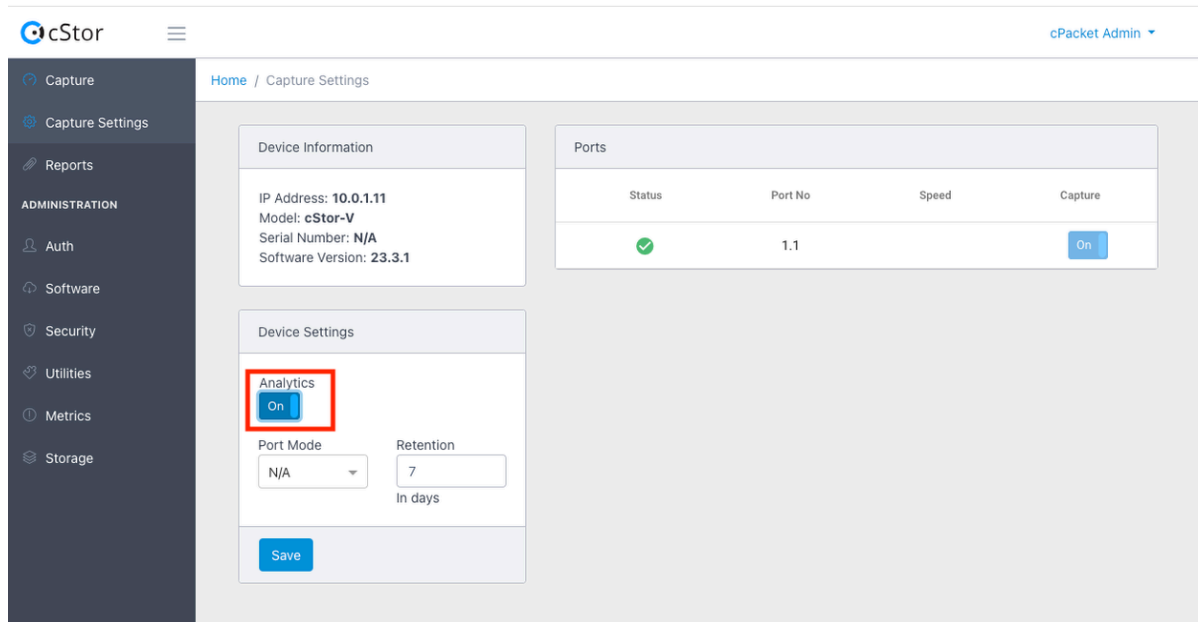 cStor
cPacket Admin
Capture
Capture Settings
Reports
ADMINISTRATION
Auth
Software
Security
Utilities
Metrics
Storage
Home / Capture Settings
Device Information
IP Address: 10.0.1.11
Model: cStor-V
Serial Number: N/A
Software Version: 23.3.1
Ports
Status Port No Speed Capture
1.1 On
Device Settings
Analytics
On
Port Mode Retention
N/A 7
In days
Save